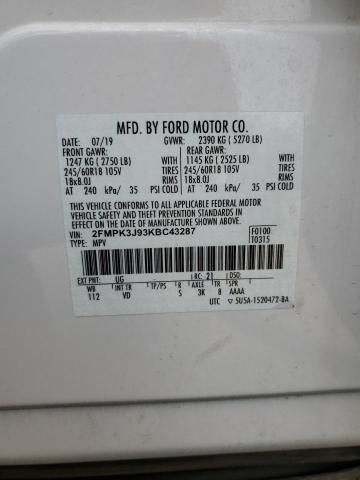 MFD. BY FORD MOTOR CO.
DATE: 07/19 GVWR: 2390 KG ( 5270 LB)
FRONT GAWR: REAR GAWR:
1247 KG ( 2750 LB) WITH 1145 KG ( 2525 LB) WITH
245/60R18 105V TIRES 245/60R18 105V TIRES
18x8.0J RIMS 18x8.0J RIMS
AT 240 kPa/ 35 PSI COLD AT 240 kPa/ 35 PSI COLD
THIS VEHICLE CONFORMS TO ALL APPLICABLE FEDERAL MOTOR
VEHICLE SAFETY AND THEFT PREVENTION STANDARDS IN EFFECT
ON THE DATE OF MANUFACTURE SHOWN ABOVE.
VIN: 2FMPK3J93KBC43287 F0100
TYPE: MPV T0315
EXT PNT: UG RC: 21 DSO:
WB INT TR TP/PS R AXLE TR SPR
112 VD S 3K 8 AAAA
UTC ▽5U5A-1520472-BA